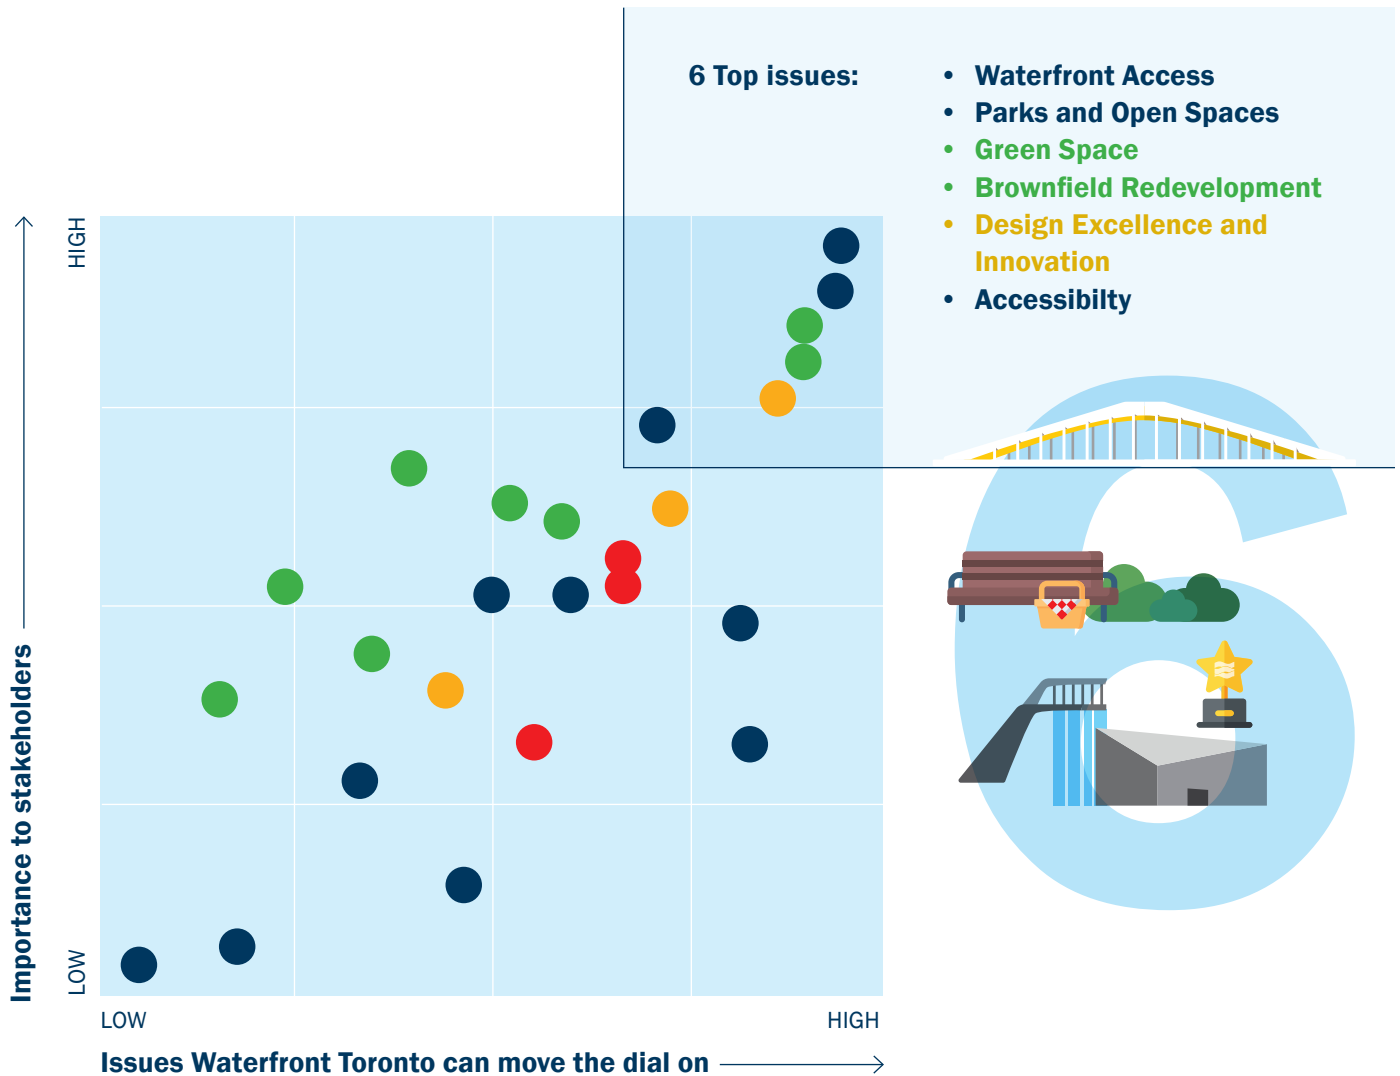 6 Top issues:
• Waterfront Access
• Parks and Open Spaces
• Green Space
• Brownfield Redevelopment
• Design Excellence and
Innovation
• Accessibilty
HIGH
Importance to stakeholders
LOW
LOW
HIGH
Issues Waterfront Toronto can move the dial on